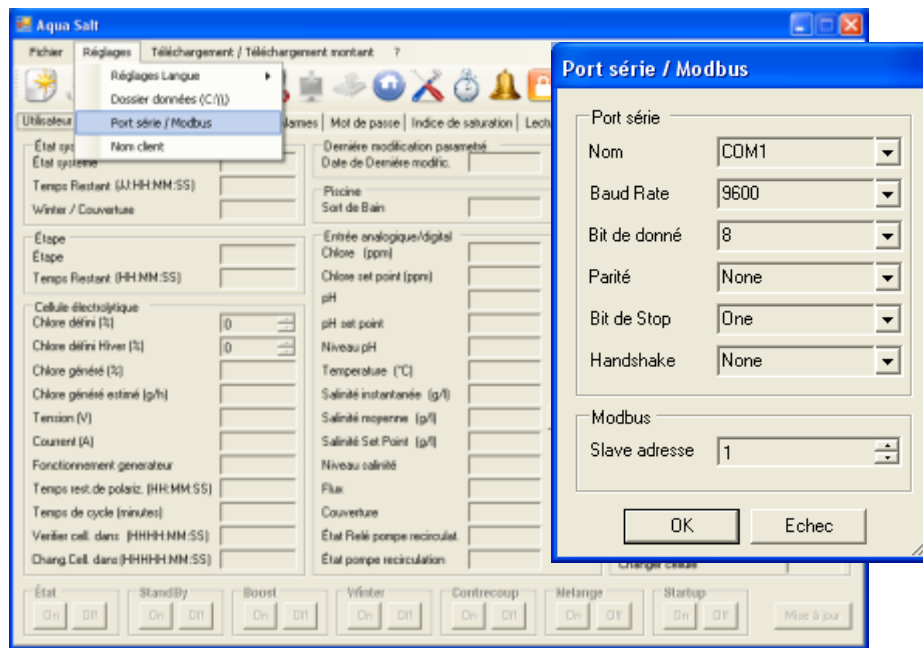 Aqua Salt
Fichier Réglages Téléchargement / Téléchargement montant ?
Réglages Langue
Dossier données (C:\\)
Port série / Modbus
Nom client
Utilisateur
Mot de passe
Indice de saturation
État système
Temps Restant (JJ:HH:MM:SS)
Winter / Couverture
Étape
Étape
Temps Restant (HH:MM:SS)
Cellule électrolytique
Chlore défini (%) 0
Chlore défini Hiver (%) 0
Chlore généré (%)
Chlore généré estimé (g/h)
Tension (V)
Courrent (A)
Fonctionnement generateur
Temps rest.de polariz. (HH:MM:SS)
Temps de cycle (minutes)
Verifier cell. dans (HHHH:MM:SS)
Chang.Cell. dans (HHHHH:MM:SS)
Dernière modification parametré
Date de Dernière modific.
Piscine
Sort de Bain
Entrée analogique/digital
Chlore (ppm)
Chlore set point (ppm)
pH
pH set point
Niveau pH
Temperature (°C)
Salinité instantanée (g/l)
Salinité moyenne (g/l)
Salinité Set Point (g/l)
Niveau salinité
Flux
Couverture
État Relé pompe recirculat.
État pompe recirculation
Changer cellule
État StandBy Boost Winter Contrecoup Melange Startup
On Off On Off On Off On Off On Off On Off On Off Mise à jour
Port série / Modbus
Port série
Nom COM1
Baud Rate 9600
Bit de donné 8
Parité None
Bit de Stop One
Handshake None
Modbus
Slave adresse 1
OK Echec